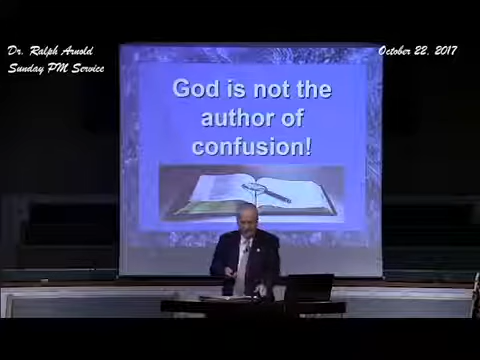 Dr. Ralph Arnold
Sunday PM Service
October 22, 2017
God is not the
author of
confusion!